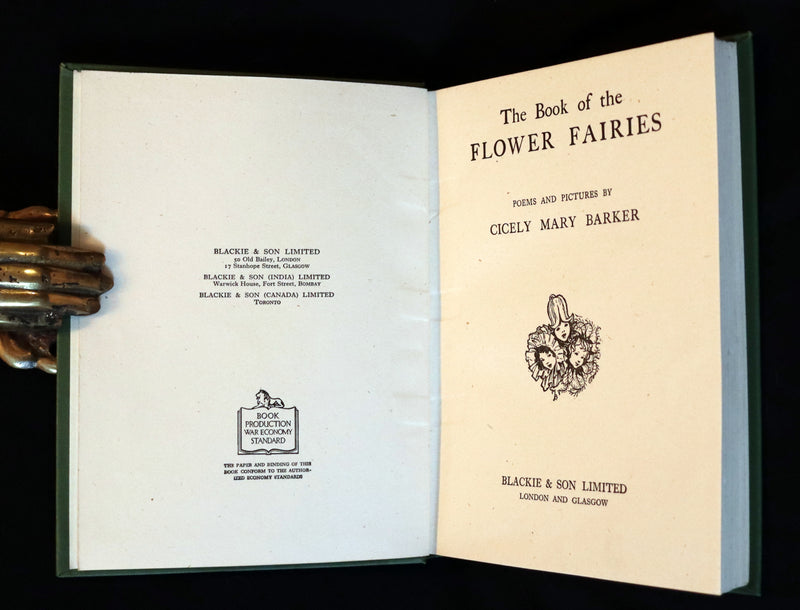 BLACKIE & SON LIMITED
50 Old Bailey, LONDON
17 Stanhope Street, GLASGOW
BLACKIE & SON (INDIA) LIMITED
Warwick House, Fort Street, BOMBAY
BLACKIE & SON (CANADA) LIMITED
TORONTO
BOOK
PRODUCTION
WAR ECONOMY
STANDARD
THE PAPER AND BINDING OF THIS
BOOK CONFORM TO THE AUTHOR-
IZED ECONOMY STANDARDS
The Book of the
FLOWER FAIRIES
POEMS AND PICTURES BY
CICELY MARY BARKER
BLACKIE & SON LIMITED
LONDON AND GLASGOW